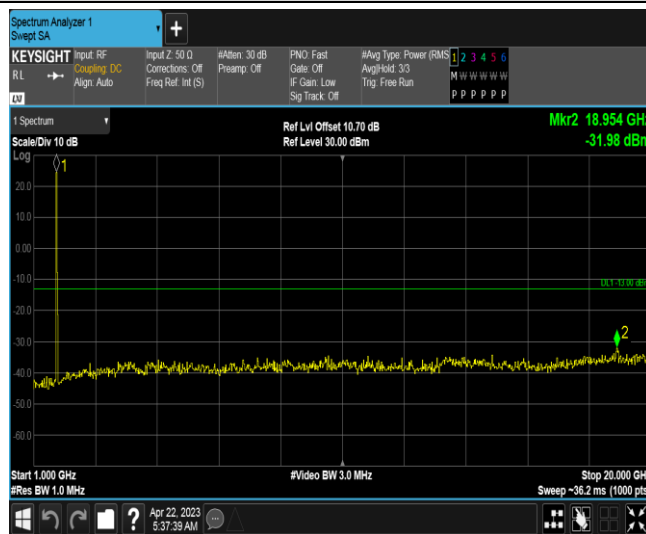 Spectrum Analyzer 1
Swept SA
+
KEYSIGHT
RL
LXI
Input: RF
Coupling: DC
Align: Auto
Input Z: 50 Ω
Corrections: Off
Freq Ref: Int (S)
#Atten: 30 dB
Preamp: Off
PNO: Fast
Gate: Off
IF Gain: Low
Sig Track: Off
#Avg Type: Power (RMS
Avg|Hold: 3/3
Trig: Free Run
1 2 3 4 5 6
M W W W W W
P P P P P P
1 Spectrum
Scale/Div 10 dB
Log
Ref Lvl Offset 10.70 dB
Ref Level 30.00 dBm
Mkr2 18.954 GHz
-31.98 dBm
1
20.0
10.0
0.00
-10.0
DL1 -13.00 dBm
-20.0
-30.0
2
-40.0
-50.0
-60.0
Start 1.000 GHz
#Res BW 1.0 MHz
#Video BW 3.0 MHz
Stop 20.000 GHz
Sweep ~36.2 ms (1000 pts
?
Apr 22, 2023
5:37:39 AM